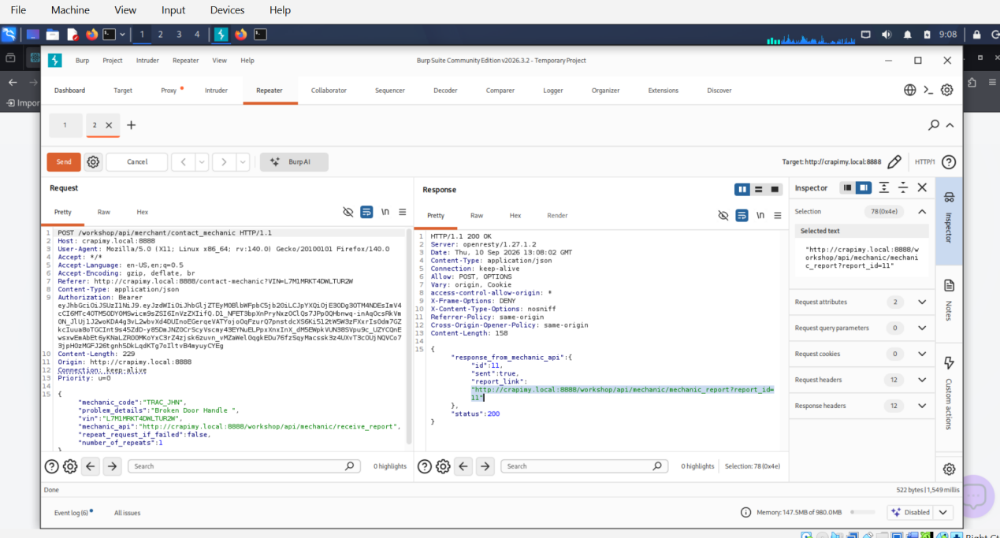 File Machine View Input Devices Help
1 2 3 4 9:08
Burp Project Intruder Repeater View Help Burp Suite Community Edition v2026.3.2 - Temporary Project
Dashboard Target Proxy Intruder Repeater Collaborator Sequencer Decoder Comparer Logger Organizer Extensions Discover
Impor
1 2 × +
Send Cancel < > Burp AI Target: http://crapimy.local:8888 HTTP/1
Request
Pretty Raw Hex \n
1 POST /workshop/api/merchant/contact_mechanic HTTP/1.1
2 Host: crapimy.local:8888
3 User-Agent: Mozilla/5.0 (X11; Linux x86_64; rv:140.0) Gecko/20100101 Firefox/140.0
4 Accept: */*
5 Accept-Language: en-US,en;q=0.5
6 Accept-Encoding: gzip, deflate, br
7 Referer: http://crapimy.local:8888/contact-mechanic?VIN=L7M1MRKT4DWLTUR2W
8 Content-Type: application/json
9 Authorization: Bearer
10 Content-Length: 229
11 Origin: http://crapimy.local:8888
12 Connection: keep-alive
13 Priority: u=0
14
15 {
"mechanic_code":"TRAC_JHN",
"problem_details":"Broken Door Handle ",
"vin":"L7M1MRKT4DWLTUR2W",
"mechanic_api":"http://crapimy.local:8888/workshop/api/mechanic/receive_report",
"repeat_request_if_failed":false,
"number_of_repeats":1
}
Search 0 highlights
Response
Pretty Raw Hex Render \n
1 HTTP/1.1 200 OK
2 Server: openresty/1.27.1.2
3 Date: Thu, 10 Sep 2026 13:08:02 GMT
4 Content-Type: application/json
5 Connection: keep-alive
6 Allow: POST, OPTIONS
7 Vary: origin, Cookie
8 access-control-allow-origin: *
9 X-Frame-Options: DENY
10 X-Content-Type-Options: nosniff
11 Referrer-Policy: same-origin
12 Cross-Origin-Opener-Policy: same-origin
13 Content-Length: 158
14
15 {
"response_from_mechanic_api":{
"id":11,
"sent":true,
"report_link":
"http://crapimy.local:8888/workshop/api/mechanic/mechanic_report?report_id=
11"
},
"status":200
}
Search 0 highlights Selection: 78 (0x4e)
Inspector
Selection 78 (0x4e)
Selected text
"http://crapimy.local:8888/w
orkshop/api/mechanic/mechani
c_report?report_id=11"
Request attributes 2
Request query parameters 0
Request cookies 0
Request headers 12
Response headers 12
Inspector
Notes
Custom actions
Done 522 bytes | 1,549 millis
Event log (6) All issues Memory: 147.5MB of 980.0MB Disabled
Right Ct